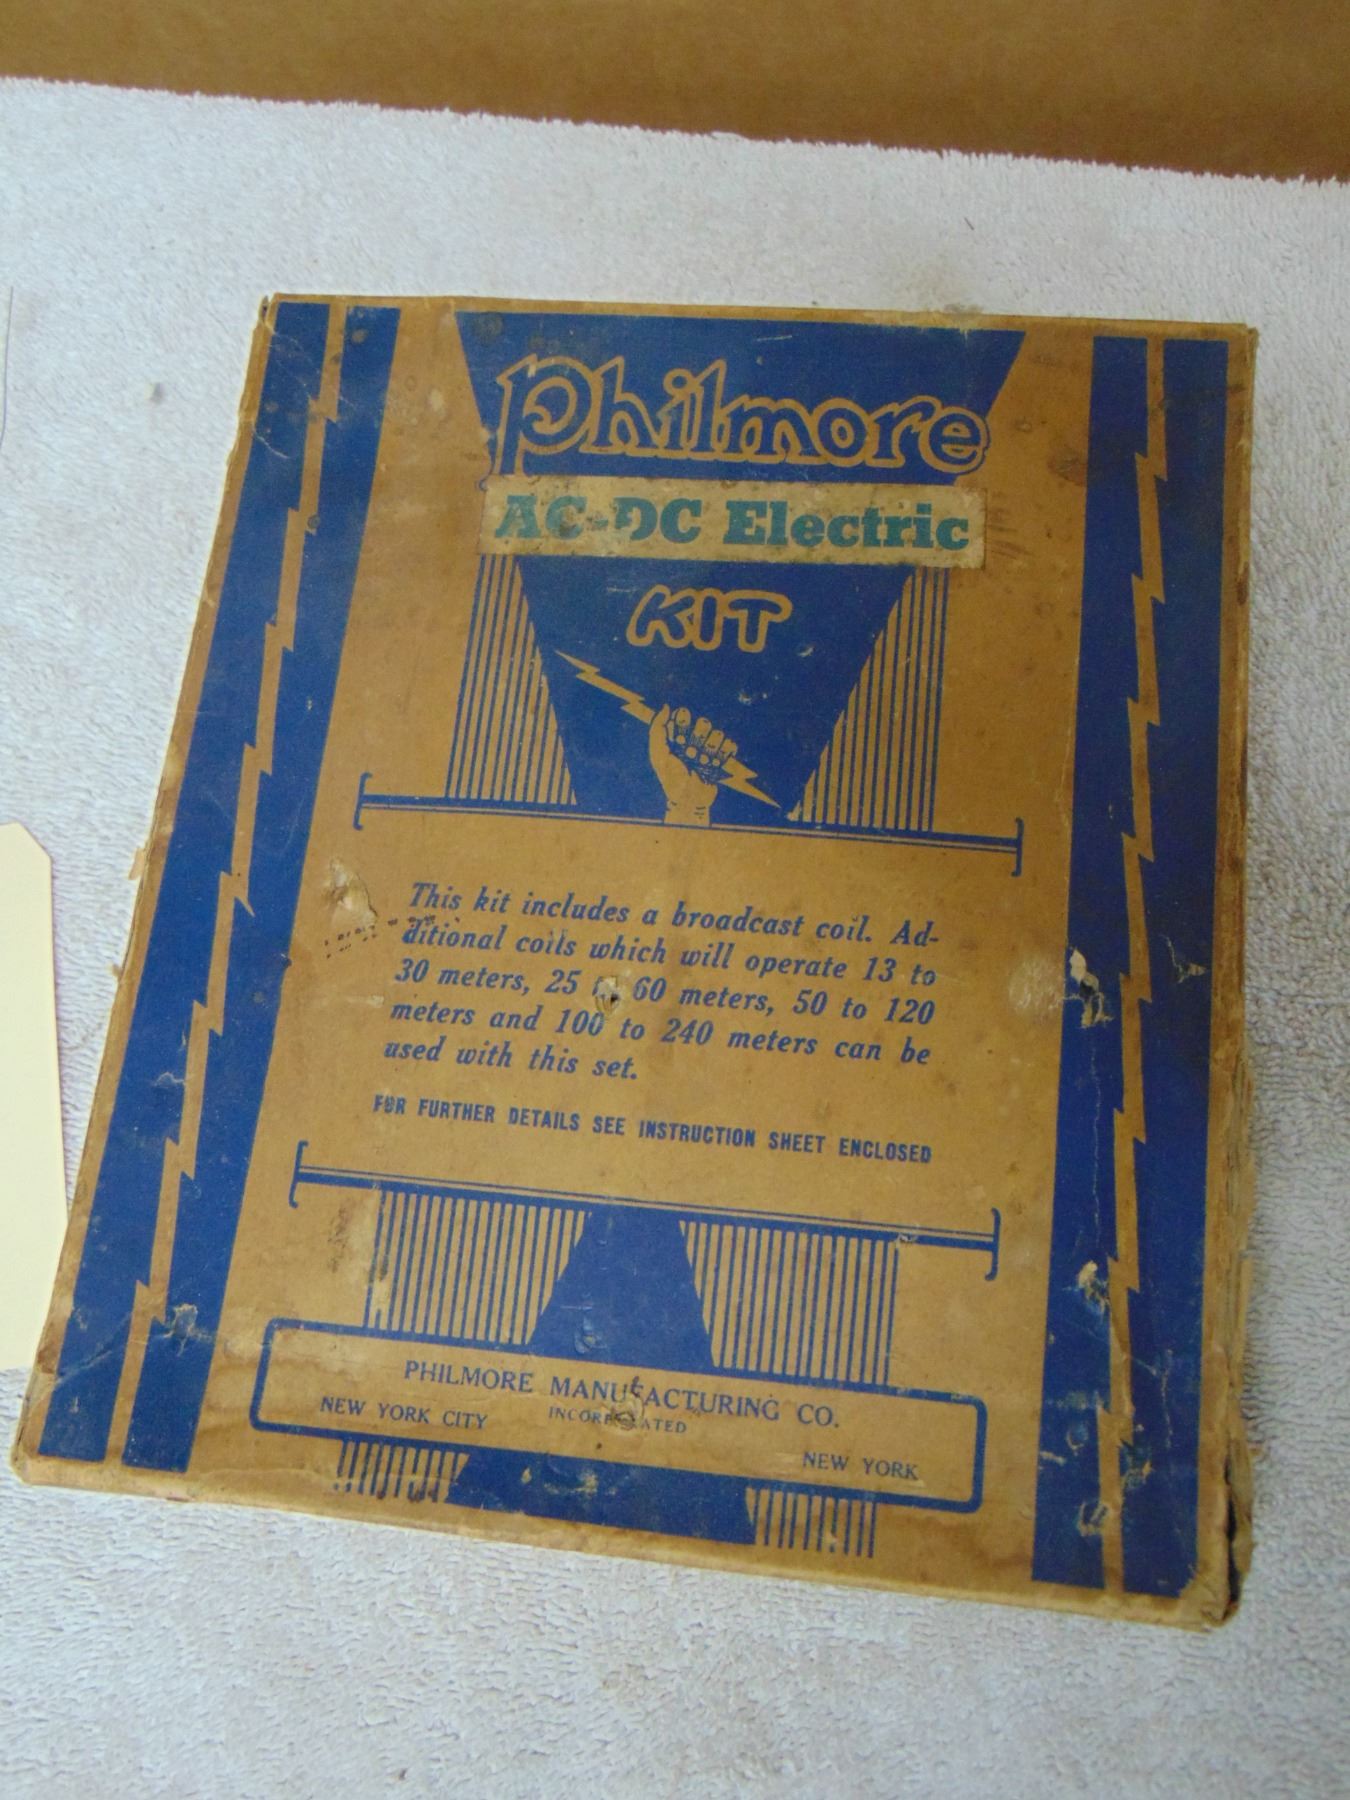 Philmore
AC-DC Electric
KIT
This kit includes a broadcast coil. Ad-
ditional coils which will operate 13 to
30 meters, 25 60 meters, 50 to 120
meters and 100 to 240 meters can be
used with this set.
FOR FURTHER DETAILS SEE INSTRUCTION SHEET ENCLOSED
PHILMORE MANUFACTURING CO.
NEW YORK CITY INCORPORATED
NEW YORK